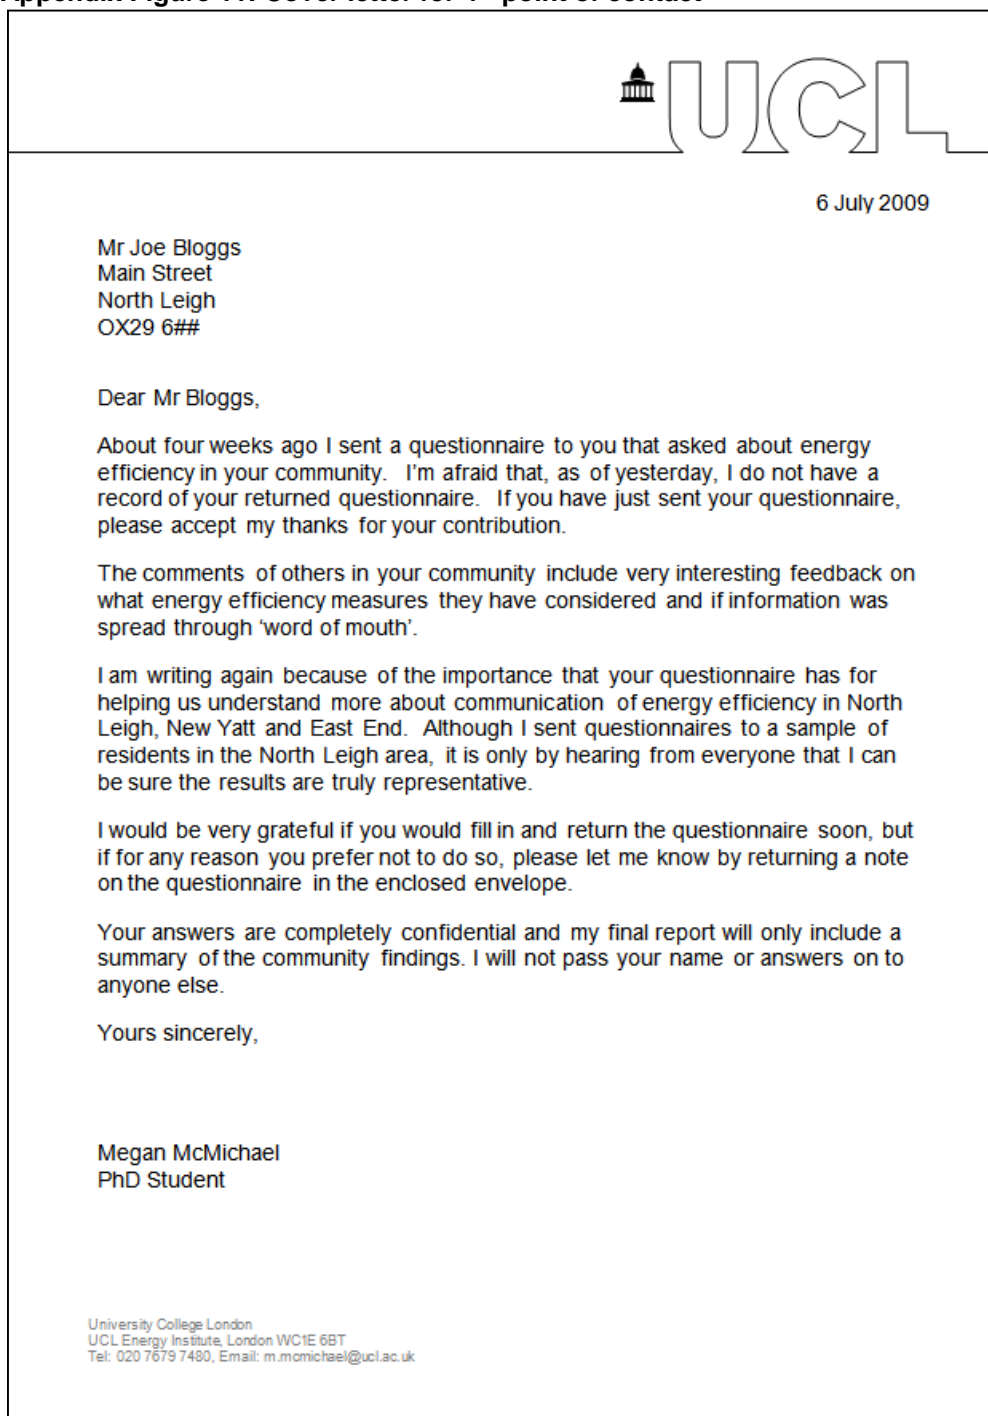 UCL
6 July 2009
Mr Joe Bloggs
Main Street
North Leigh
OX29 6##
Dear Mr Bloggs,
About four weeks ago I sent a questionnaire to you that asked about energy
efficiency in your community. I'm afraid that, as of yesterday, I do not have a
record of your returned questionnaire. If you have just sent your questionnaire,
please accept my thanks for your contribution.
The comments of others in your community include very interesting feedback on
what energy efficiency measures they have considered and if information was
spread through ‘word of mouth’.
I am writing again because of the importance that your questionnaire has for
helping us understand more about communication of energy efficiency in North
Leigh, New Yatt and East End. Although I sent questionnaires to a sample of
residents in the North Leigh area, it is only by hearing from everyone that I can
be sure the results are truly representative.
I would be very grateful if you would fill in and return the questionnaire soon, but
if for any reason you prefer not to do so, please let me know by returning a note
on the questionnaire in the enclosed envelope.
Your answers are completely confidential and my final report will only include a
summary of the community findings. I will not pass your name or answers on to
anyone else.
Yours sincerely,
Megan McMichael
PhD Student
University College London
UCL Energy Institute, London WC1E 6BT
Tel: 020 7679 7480, Email: m.mcmichael@ucl.ac.uk